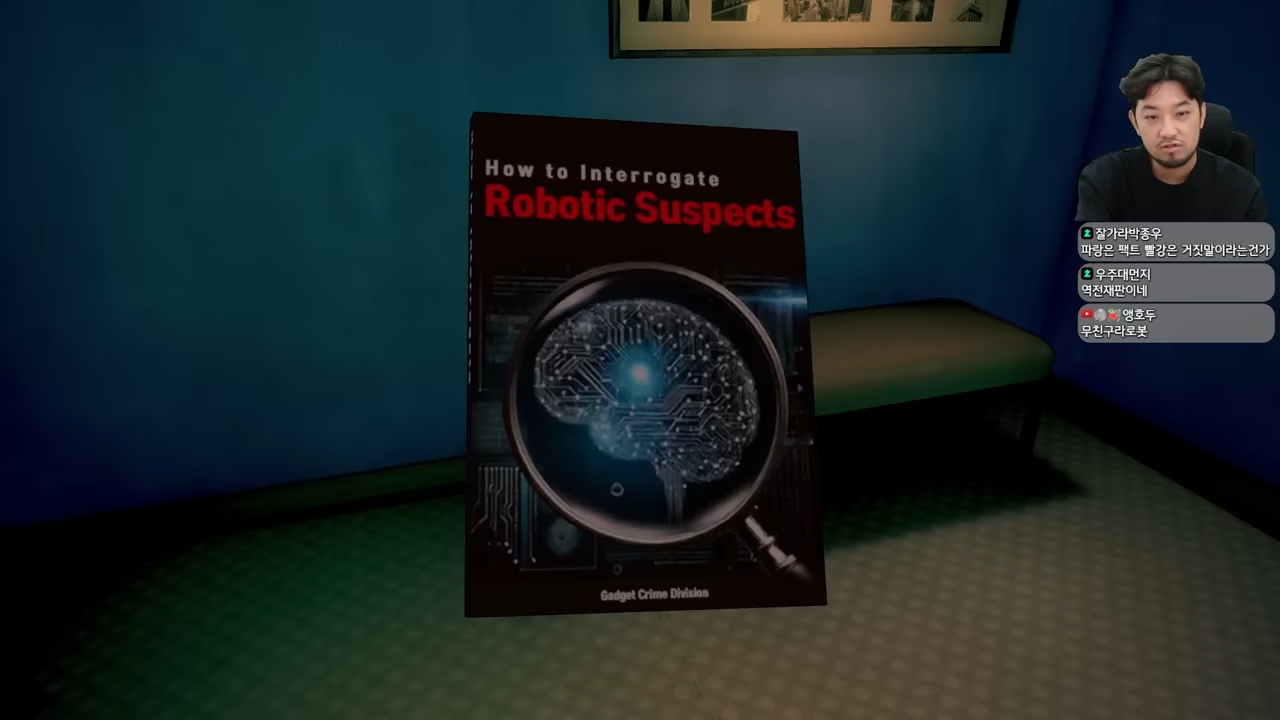 How to Interrogate
Robotic Suspects
Gadget Crime Division
잘가라박종우
파랑은 팩트 빨강은 거짓말이라는건가
우주대먼지
역전재판이네
앵호두
무친구라로봇